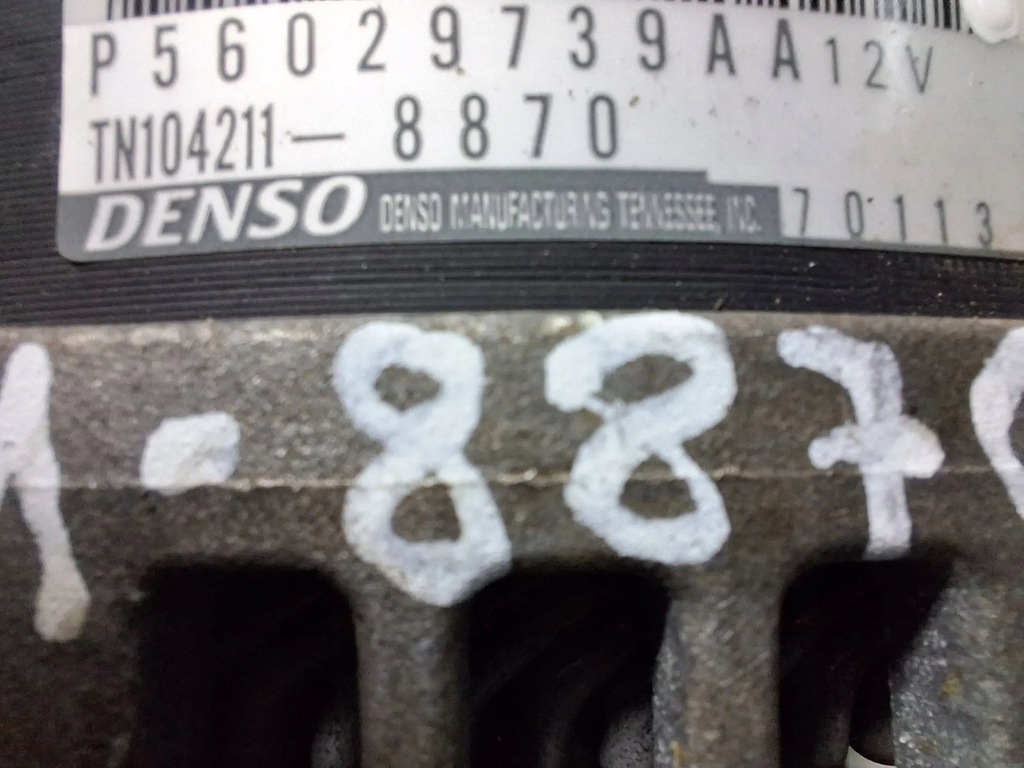 P56029739AA 12V
TN104211-8870
DENSO DENSO MANUFACTURING TENNESSEE, INC. 70113
1-887